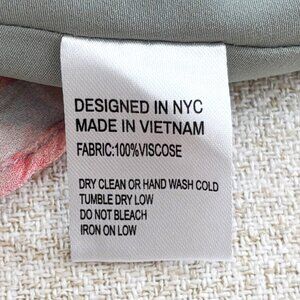 DESIGNED IN NYC
MADE IN VIETNAM
FABRIC:100%VISCOSE
DRY CLEAN OR HAND WASH COLD
TUMBLE DRY LOW
DO NOT BLEACH
IRON ON LOW